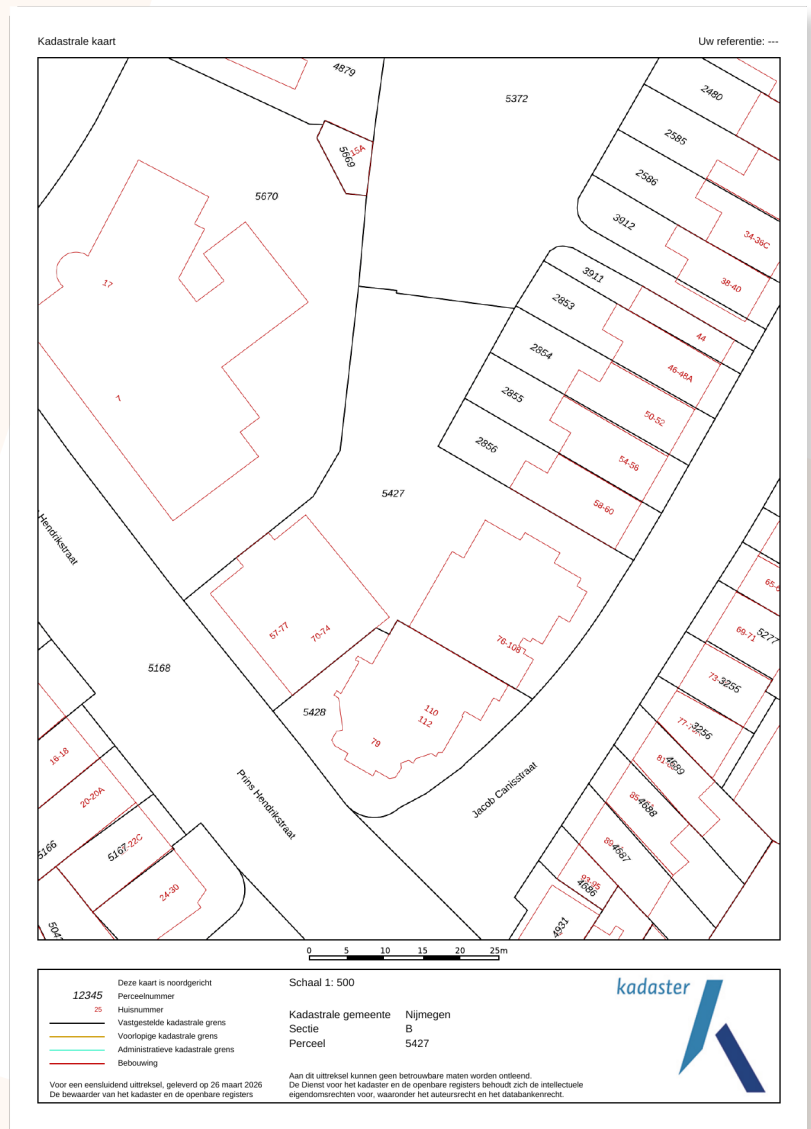 Kadastrale kaart
Uw referentie: ---
4879
5372
2480
2585
5669
15A
2586
5670
3912
34-36C
17
3911
38-40
2853
44
2854
46-48A
7
2855
50-52
2856
54-56
5427
58-60
Hendrikstraat
57-77
70-74
76-108
69-71
5277
5168
73-
3255
5428
110
112
3256
79
16-18
4689
20-20A
Prins Hendrikstraat
Jacob Canisstraat
4688
5166
5167
-22C
4687
24-30
93-95
4686
4931
0 5 10 15 20 25m
Deze kaart is noordgericht
12345 Perceelnummer
25 Huisnummer
Vastgestelde kadastrale grens
Voorlopige kadastrale grens
Administratieve kadastrale grens
Bebouwing
Voor een eensluidend uittreksel, geleverd op 26 maart 2026
De bewaarder van het kadaster en de openbare registers
Schaal 1: 500
Kadastrale gemeente Nijmegen
Sectie B
Perceel 5427
Aan dit uittreksel kunnen geen betrouwbare maten worden ontleend.
De Dienst voor het kadaster en de openbare registers behoudt zich de intellectuele
eigendomsrechten voor, waaronder het auteursrecht en het databankenrecht.
kadaster